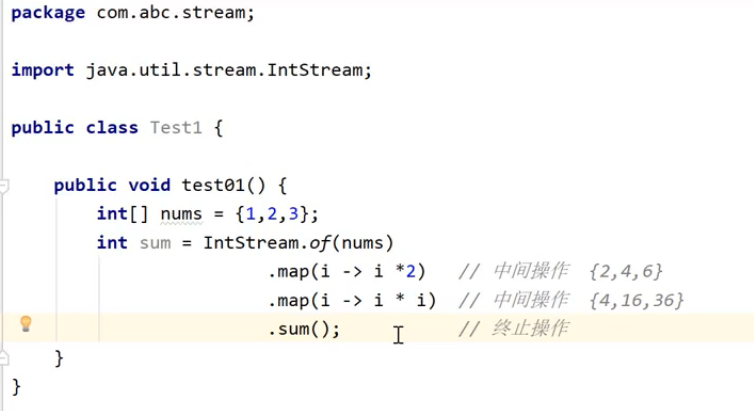 package com.abc.stream;
import java.util.stream.IntStream;
public class Test1 {
public void test01() {
int[] nums = {1,2,3};
int sum = IntStream.of(nums)
.map(i -> i *2)   // 中间操作  {2,4,6}
.map(i -> i * i)  // 中间操作  {4,16,36}
.sum();           // 终止操作
}
}